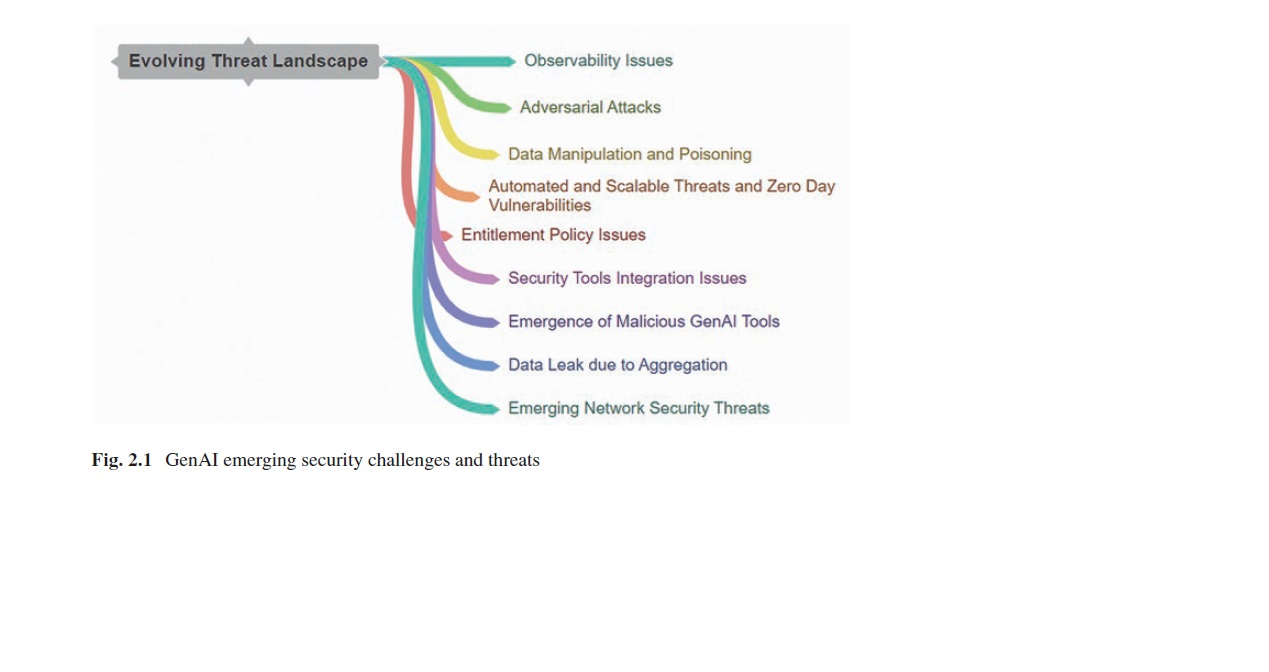 Evolving Threat Landscape
Observability Issues
Adversarial Attacks
Data Manipulation and Poisoning
Automated and Scalable Threats and Zero Day
Vulnerabilities
Entitlement Policy Issues
Security Tools Integration Issues
Emergence of Malicious GenAI Tools
Data Leak due to Aggregation
Emerging Network Security Threats
Fig. 2.1 GenAI emerging security challenges and threats